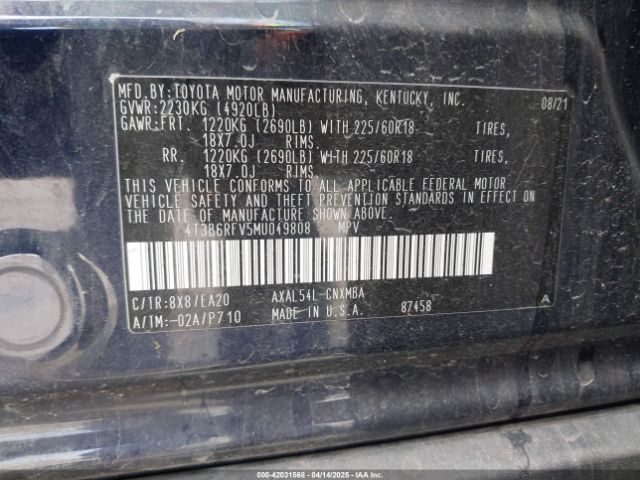 MFD.BY:TOYOTA MOTOR MANUFACTURING, KENTUCKY, INC. 08/21
GVWR:2230KG (4920LB)
GAWR:FRT. 1220KG (2690LB) WITH 225/60R18 TIRES,
18X7.0J RIMS.
RR. 1220KG (2690LB) WITH 225/60R18 TIRES,
18X7.0J RIMS.
THIS VEHICLE CONFORMS TO ALL APPLICABLE FEDERAL MOTOR
VEHICLE SAFETY AND THEFT PREVENTION STANDARDS IN
EFFECT ON THE DATE OF MANUFACTURE SHOWN ABOVE.
4T3B6RFV5MU049808 MPV
C/TR:8X8/EA20 AXAL54L-CNXMBA
A/TM:-02A/P710 MADE IN U.S.A. 87458 A
000-42031568 - 04/14/2025 - IAAI.COM